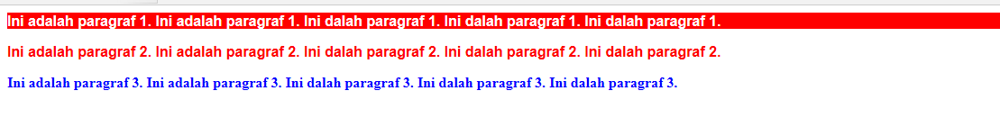 Ini adalah paragraf 1. Ini adalah paragraf 1. Ini dalah paragraf 1. Ini dalah paragraf 1. Ini dalah paragraf 1.
Ini adalah paragraf 2. Ini adalah paragraf 2. Ini dalah paragraf 2. Ini dalah paragraf 2. Ini dalah paragraf 2.
Ini adalah paragraf 3. Ini adalah paragraf 3. Ini dalah paragraf 3. Ini dalah paragraf 3. Ini dalah paragraf 3.